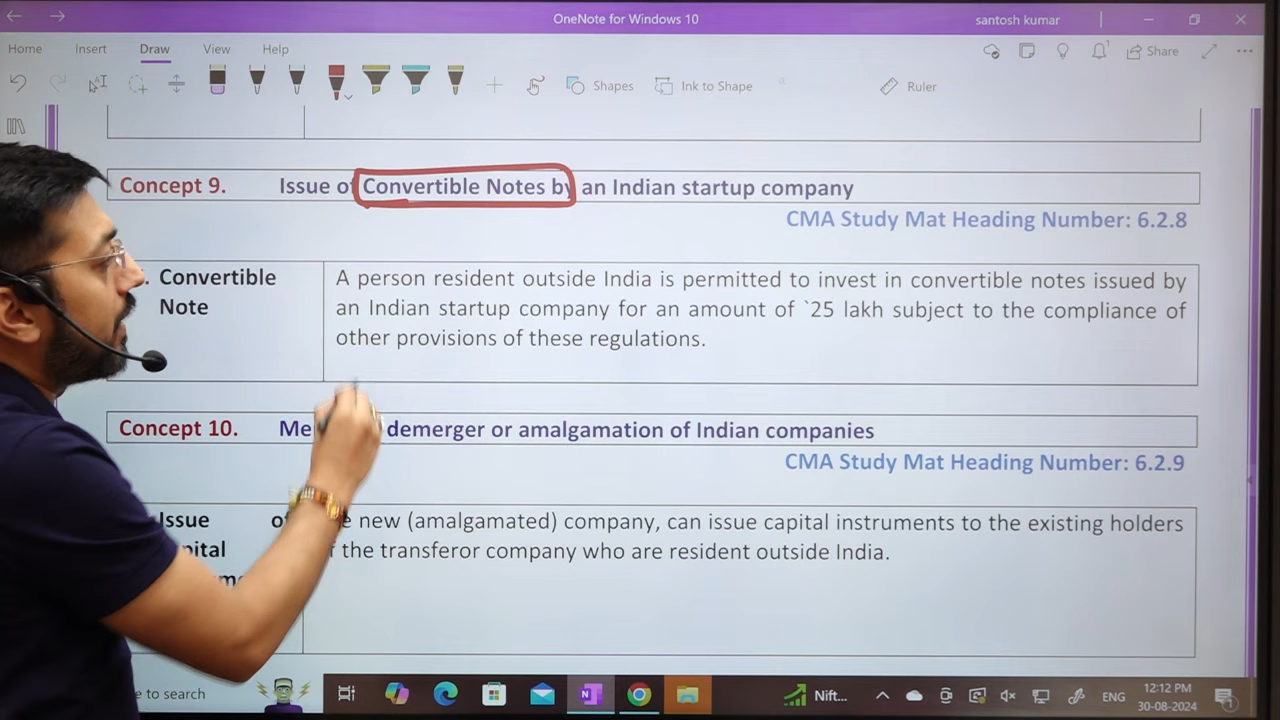 OneNote for Windows 10
santosh kumar
Home Insert Draw View Help
Share
Shapes
Ink to Shape
Ruler
Concept 9. Issue of Convertible Notes by an Indian startup company
CMA Study Mat Heading Number: 6.2.8
Convertible
Note
A person resident outside India is permitted to invest in convertible notes issued by
an Indian startup company for an amount of `25 lakh subject to the compliance of
other provisions of these regulations.
Concept 10. demerger or amalgamation of Indian companies
CMA Study Mat Heading Number: 6.2.9
Issue
new (amalgamated) company, can issue capital instruments to the existing holders
the transferor company who are resident outside India.
e to search
Nift...
ENG
12:12 PM
30-08-2024